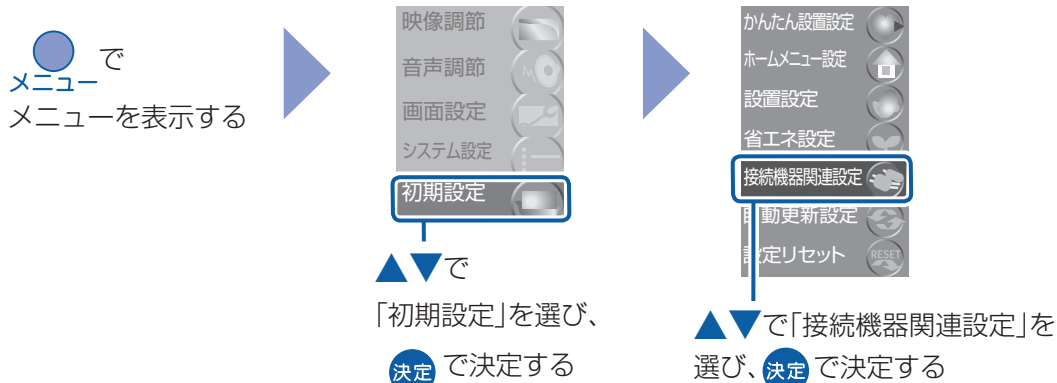 で
メニュー
メニューを表示する
映像調節
音声調節
画面設定
システム設定
初期設定
▲▼で
「初期設定」を選び、
決定 で決定する
かんたん設置設定
ホームメニュー設定
設置設定
省エネ設定
接続機器関連設定
自動更新設定
設定リセット
RESET
▲▼で「接続機器関連設定」を
選び、決定 で決定する